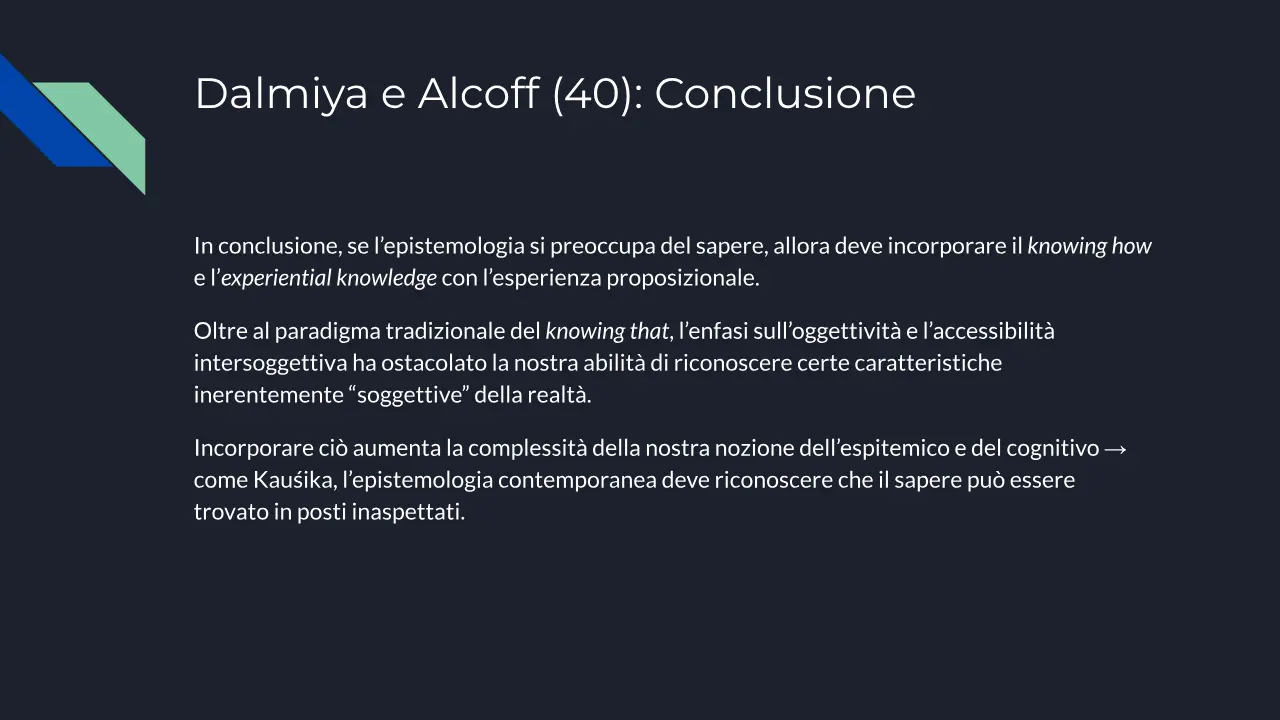 Dalmiya e Alcoff (40): Conclusione
In conclusione, se l’epistemologia si preoccupa del sapere, allora deve incorporare il knowing how
e l’experiential knowledge con l’esperienza proposizionale.
Oltre al paradigma tradizionale del knowing that, l’enfasi sull’oggettività e l’accessibilità
intersoggettiva ha ostacolato la nostra abilità di riconoscere certe caratteristiche
inerentemente “soggettive” della realtà.
Incorporare ciò aumenta la complessità della nostra nozione dell’espitemico e del cognitivo →
come Kauśika, l’epistemologia contemporanea deve riconoscere che il sapere può essere
trovato in posti inaspettati.